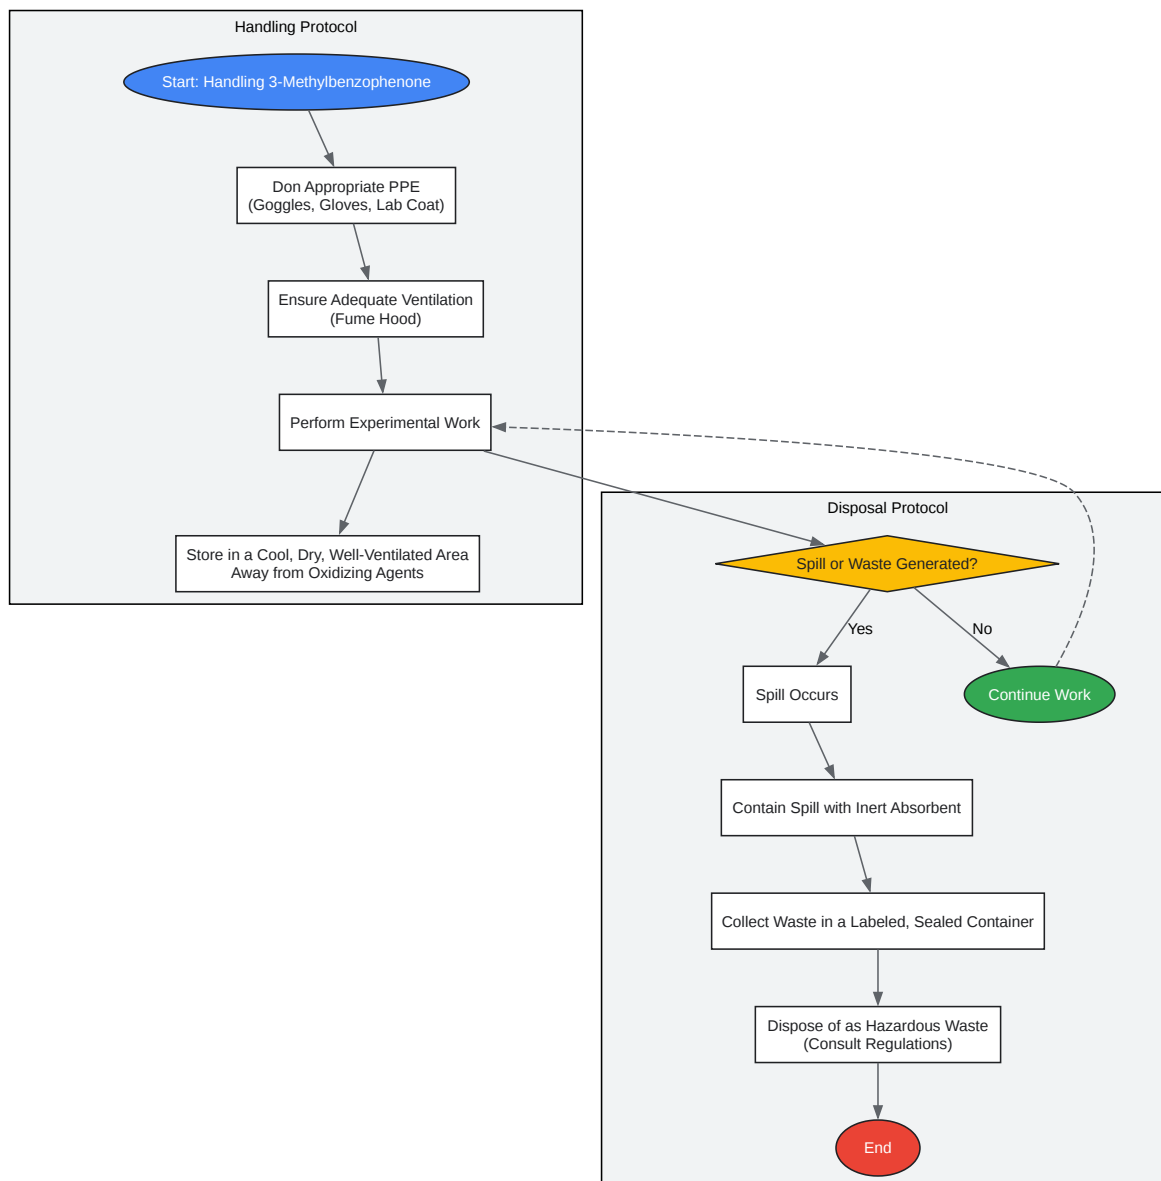 Handling Protocol
Start: Handling 3-Methylbenzophenone
Don Appropriate PPE
(Goggles, Gloves, Lab Coat)
Ensure Adequate Ventilation
(Fume Hood)
Perform Experimental Work
Store in a Cool, Dry, Well-Ventilated Area
Away from Oxidizing Agents
Disposal Protocol
Spill or Waste Generated?
Yes
No
Spill Occurs
Continue Work
Contain Spill with Inert Absorbent
Collect Waste in a Labeled, Sealed Container
Dispose of as Hazardous Waste
(Consult Regulations)
End